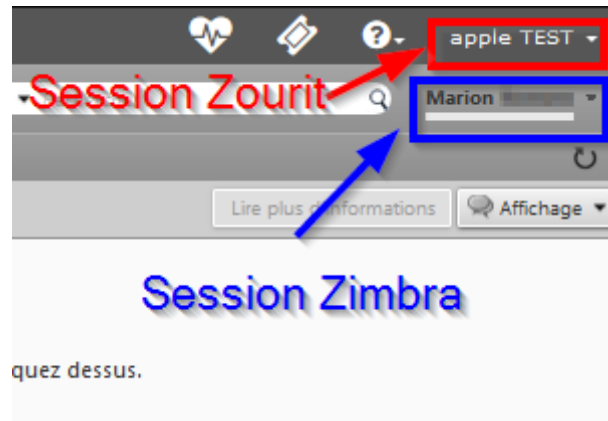 apple TEST
Session Zourit
Marion
Lire plus d'informations
Affichage
Session Zimbra
quez dessus.